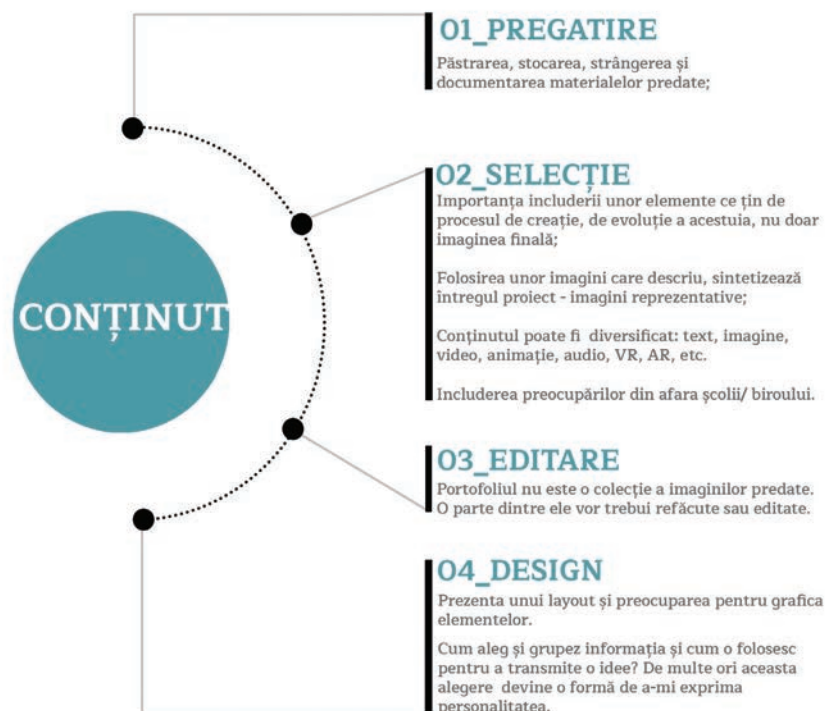 01_PREGATIRE
Păstrarea, stocarea, strângerea și
documentarea materialelor predate;
02_SELECȚIE
Importanța includerii unor elemente ce țin de
procesul de creație, de evoluție a acestuia, nu doar
imaginea finală;
Folosirea unor imagini care descriu, sintetizează
întregul proiect - imagini reprezentative;
CONȚINUT
Conținutul poate fi diversificat: text, imagine,
video, animație, audio, VR, AR, etc.
Includerea preocupărilor din afara școlii/ biroului.
03_EDITARE
Portofoliul nu este o colecție a imaginilor predate.
O parte dintre ele vor trebui refăcute sau editate.
04_DESIGN
Prezenta unui layout și preocuparea pentru grafica
elementelor.
Cum aleg și grupez informația și cum o folosesc
pentru a transmite o idee? De multe ori aceasta
alegere devine o formă de a-mi exprima
personalitatea.